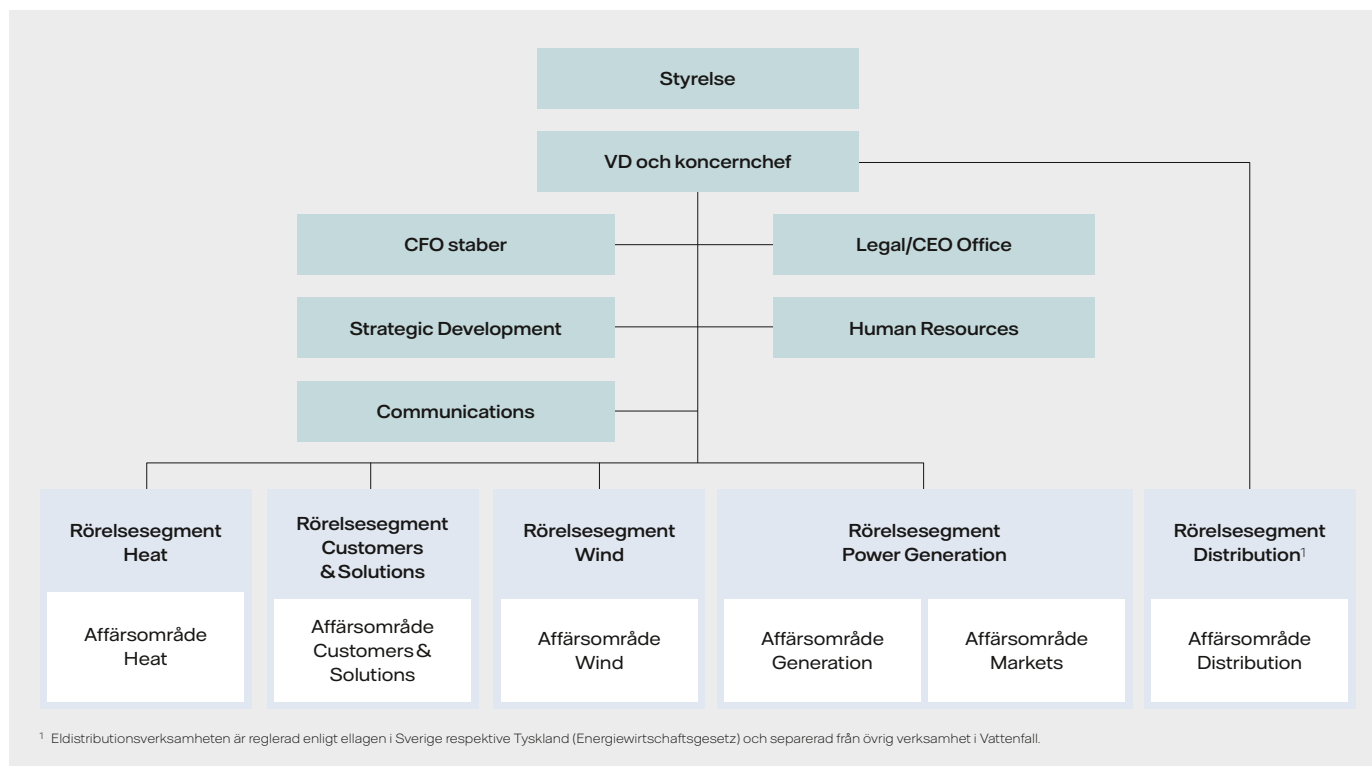 Styrelse
VD och koncernchef
CFO staber
Legal/CEO Office
Strategic Development
Human Resources
Communications
Rörelsesegment
Heat
Affärsområde
Heat
Rörelsesegment
Customers
& Solutions
Affärsområde
Customers &
Solutions
Rörelsesegment
Wind
Affärsområde
Wind
Rörelsesegment
Power Generation
Affärsområde
Generation
Affärsområde
Markets
Rörelsesegment
Distribution¹
Affärsområde
Distribution
¹ Eldistributionsverksamheten är reglerad enligt ellagen i Sverige respektive Tyskland (Energiewirtschaftsgesetz) och separerad från övrig verksamhet i Vattenfall.